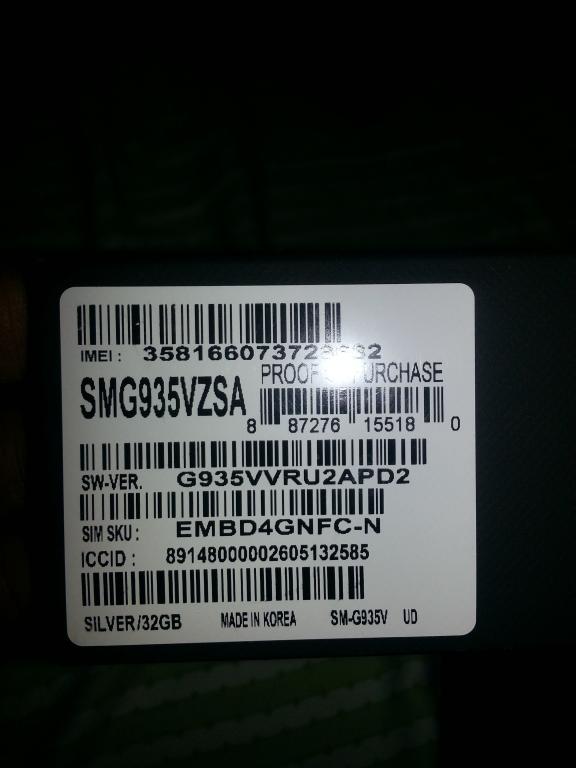 IMEI :
SMG935VZSA
PROOF PURCHASE
8 87276 15518 0
SW-VER. G935VVRU2APD2
SIM SKU : EMBD4GNFC-N
ICCID : 89148000002605132585
SILVER/32GB MADE IN KOREA SM-G935V UD